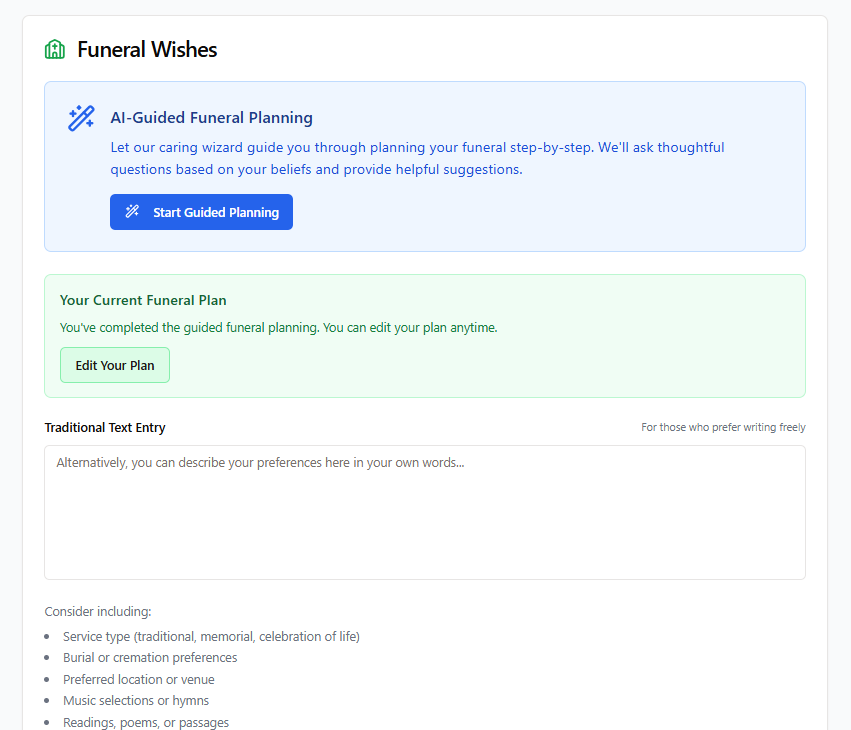 Funeral Wishes
AI-Guided Funeral Planning
Let our caring wizard guide you through planning your funeral step-by-step. We'll ask thoughtful
questions based on your beliefs and provide helpful suggestions.
Start Guided Planning
Your Current Funeral Plan
You've completed the guided funeral planning. You can edit your plan anytime.
Edit Your Plan
Traditional Text Entry
For those who prefer writing freely
Alternatively, you can describe your preferences here in your own words...
Consider including:
• Service type (traditional, memorial, celebration of life)
• Burial or cremation preferences
• Preferred location or venue
• Music selections or hymns
• Readings, poems, or passages